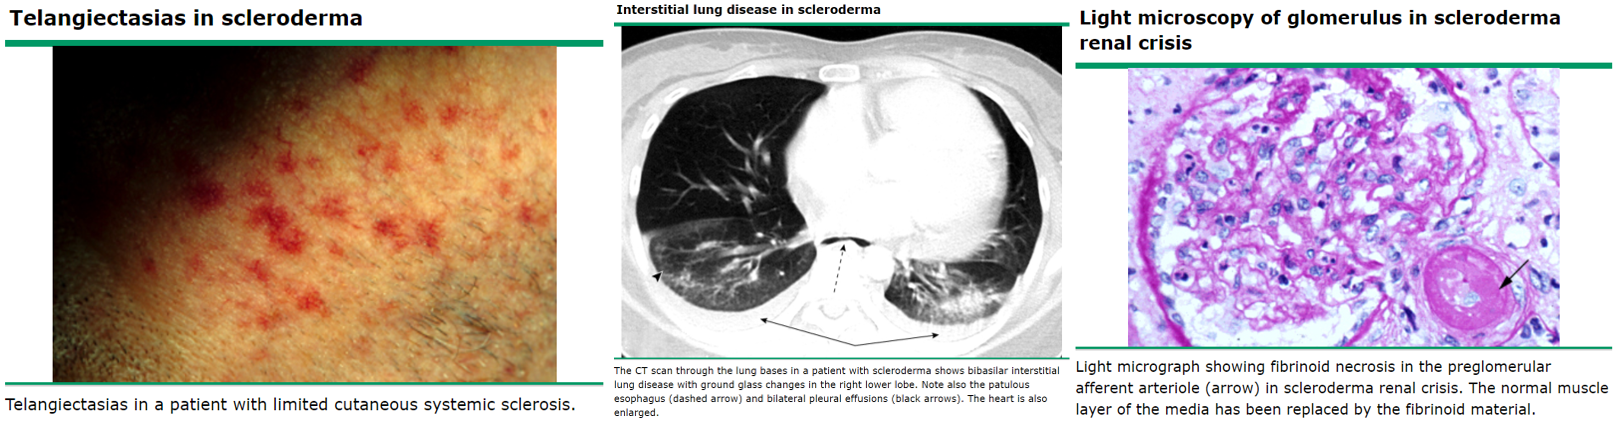 Telangiectasias in scleroderma
Telangiectasias in a patient with limited cutaneous systemic sclerosis.
Interstitial lung disease in scleroderma
The CT scan through the lung bases in a patient with scleroderma shows bibasilar interstitial
lung disease with ground glass changes in the right lower lobe. Note also the patulous
esophagus (dashed arrow) and bilateral pleural effusions (black arrows). The heart is also
enlarged.
Light microscopy of glomerulus in scleroderma
renal crisis
Light micrograph showing fibrinoid necrosis in the preglomerular
afferent arteriole (arrow) in scleroderma renal crisis. The normal muscle
layer of the media has been replaced by the fibrinoid material.